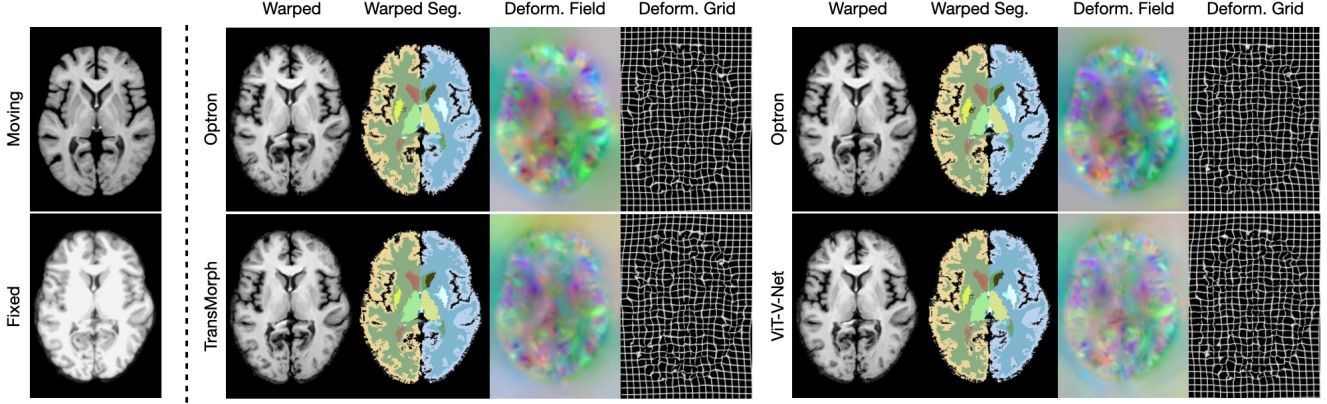 Warped Warped Seg. Deform. Field Deform. Grid Warped Warped Seg. Deform. Field Deform. Grid
Moving
Optron
Optron
Fixed
TransMorph
ViT-V-Net